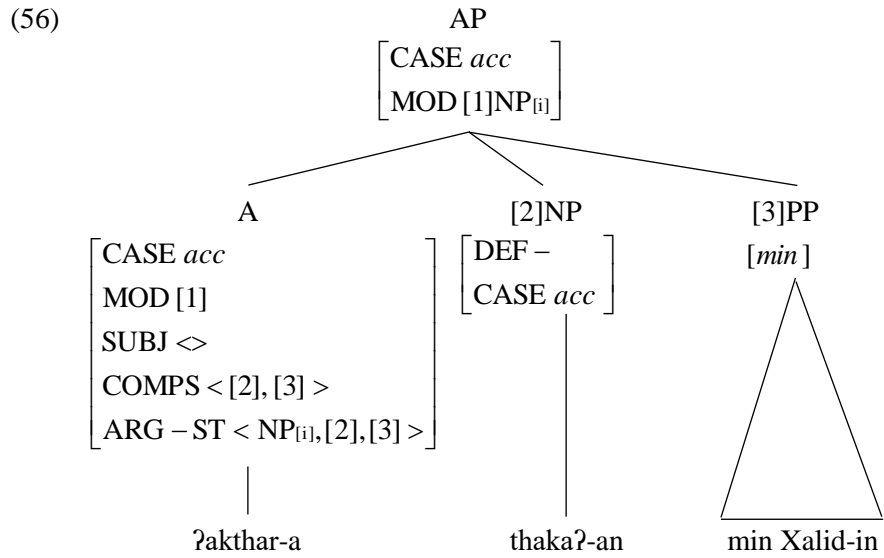 (56) AP
[CASE acc
MOD [1]NP[i]]
A [2]NP [3]PP
[CASE acc
MOD [1]
SUBJ <>
COMPS < [2], [3] >
ARG – ST < NP[i], [2], [3] >]
[DEF –
CASE acc]
[min]
ʔakthar-a thakaʔ-an min Xalid-in